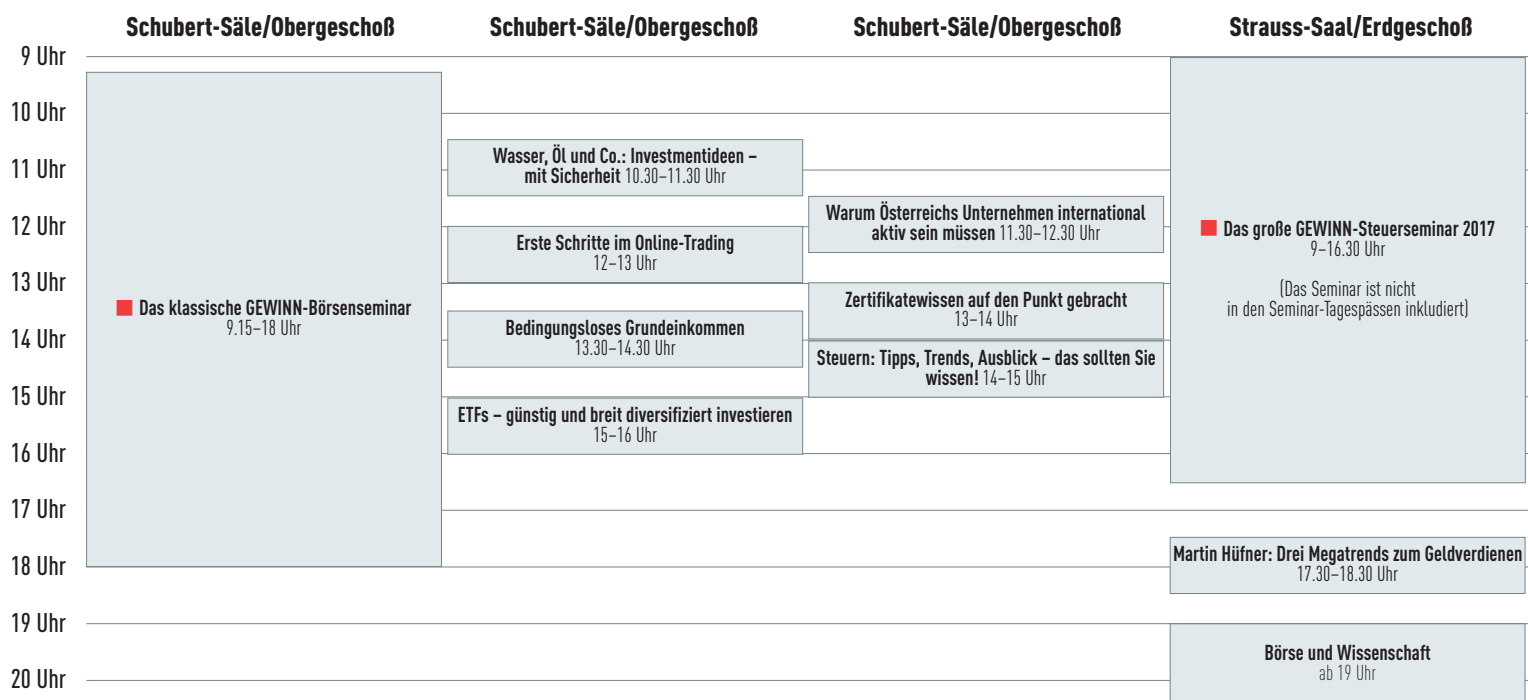 Schubert-Säle/Obergeschoß
Schubert-Säle/Obergeschoß
Schubert-Säle/Obergeschoß
Strauss-Saal/Erdgeschoß
9 Uhr
10 Uhr
11 Uhr
12 Uhr
13 Uhr
14 Uhr
15 Uhr
16 Uhr
17 Uhr
18 Uhr
19 Uhr
20 Uhr
Das klassische GEWINN-Börsenseminar
9.15–18 Uhr
Wasser, Öl und Co.: Investmentideen –
mit Sicherheit 10.30–11.30 Uhr
Erste Schritte im Online-Trading
12–13 Uhr
Bedingungsloses Grundeinkommen
13.30–14.30 Uhr
ETFs – günstig und breit diversifiziert investieren
15–16 Uhr
Warum Österreichs Unternehmen international
aktiv sein müssen 11.30–12.30 Uhr
Zertifikatewissen auf den Punkt gebracht
13–14 Uhr
Steuern: Tipps, Trends, Ausblick – das sollten Sie
wissen! 14–15 Uhr
Das große GEWINN-Steuerseminar 2017
9–16.30 Uhr
(Das Seminar ist nicht
in den Seminar-Tagespässen inkludiert)
Martin Hüfner: Drei Megatrends zum Geldverdienen
17.30–18.30 Uhr
Börse und Wissenschaft
ab 19 Uhr